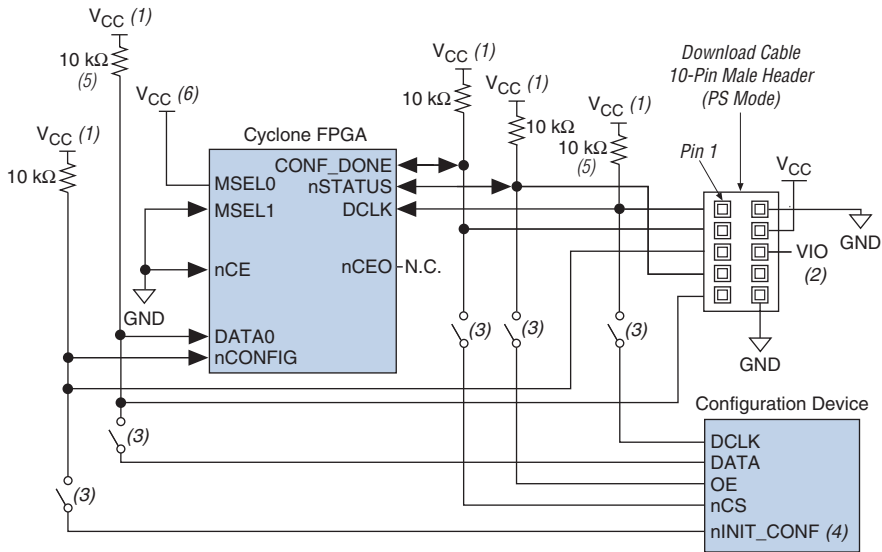 VCC (1)
10 kΩ
(5)
VCC (6)
VCC (1)
10 kΩ
VCC (1)
10 kΩ
VCC (1)
10 kΩ
VCC (1)
10 kΩ
(5)
Download Cable
10-Pin Male Header
(PS Mode)
Pin 1
VCC
GND
VIO
(2)
GND
Cyclone FPGA
MSEL0
MSEL1
nCE
DATA0
nCONFIG
CONF_DONE
nSTATUS
DCLK
nCEO
N.C.
GND
(3)
(3)
(3)
(3)
(3)
Configuration Device
DCLK
DATA
OE
nCS
nINIT_CONF (4)